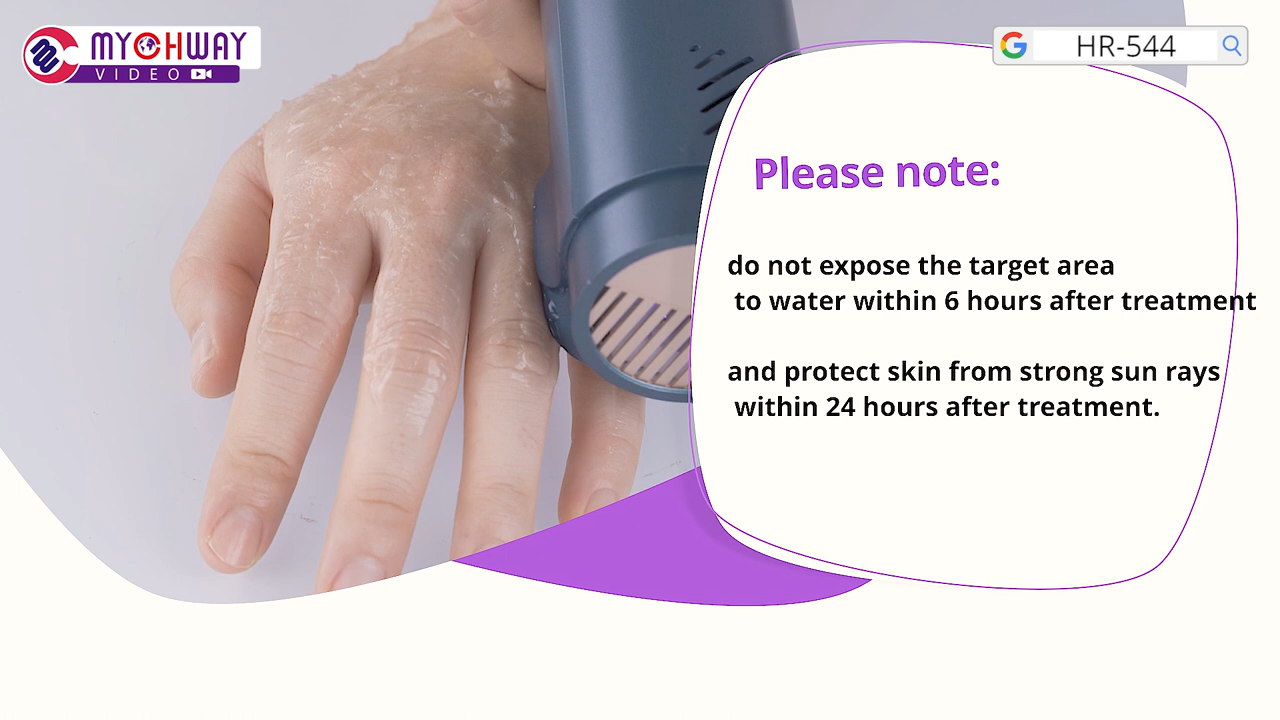 MYCHWAY
VIDEO
HR-544
Please note:
do not expose the target area
to water within 6 hours after treatment
and protect skin from strong sun rays
within 24 hours after treatment.